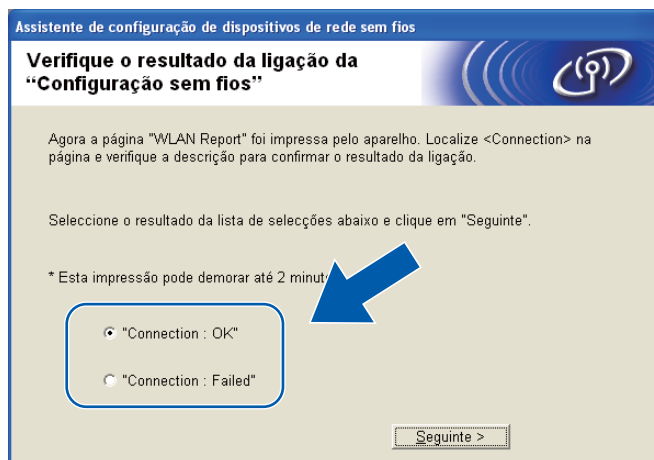 Assistente de configuração de dispositivos de rede sem fios
Verifique o resultado da ligação da
“Configuração sem fios”
Agora a página "WLAN Report" foi impressa pelo aparelho. Localize <Connection> na
página e verifique a descrição para confirmar o resultado da ligação.
Seleccione o resultado da lista de selecções abaixo e clique em "Seguinte".
* Esta impressão pode demorar até 2 minut
"Connection : OK"
"Connection : Failed"
Seguinte >